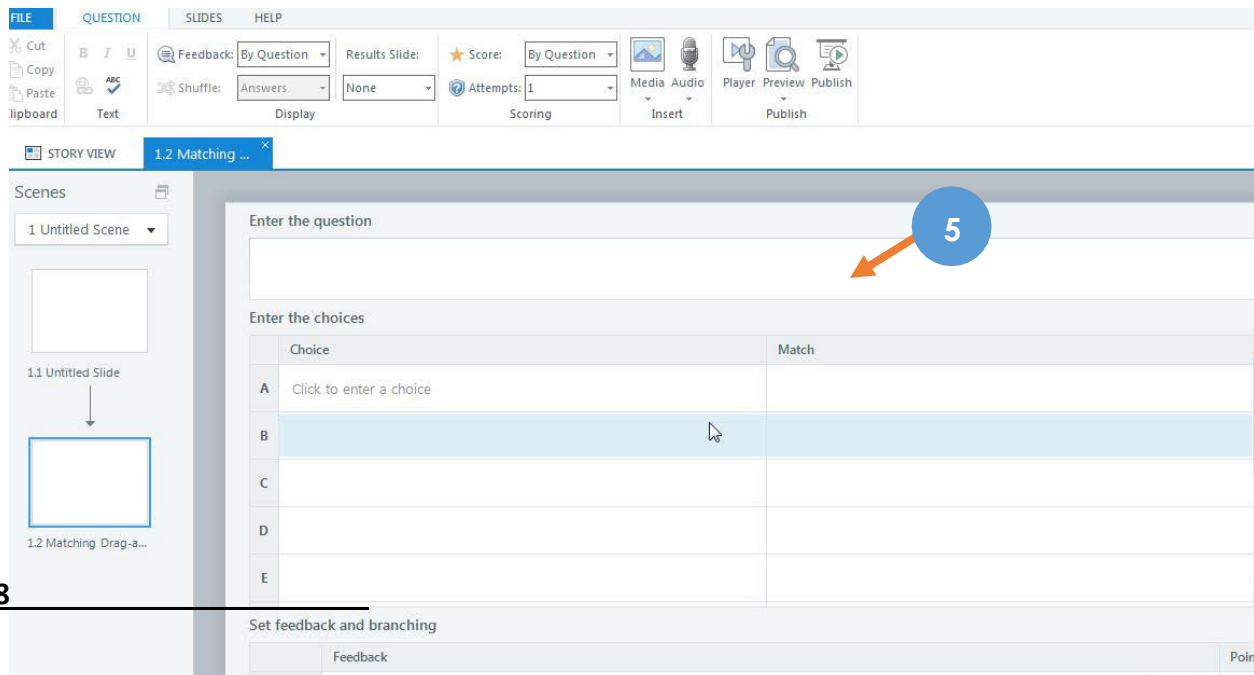 FILE QUESTION SLIDES HELP
Cut B I U Feedback: By Question Results Slide: Score: By Question
Copy
Paste ABC Shuffle: Answers None Attempts: 1 Media Audio Player Preview Publish
lipboard Text Display Scoring Insert Publish
STORY VIEW 1.2 Matching ... ×
Scenes
1 Untitled Scene
Enter the question
5
Enter the choices
Choice Match
1.1 Untitled Slide
A Click to enter a choice
B
C
D
1.2 Matching Drag-a...
E
8
Set feedback and branching
Feedback Poin